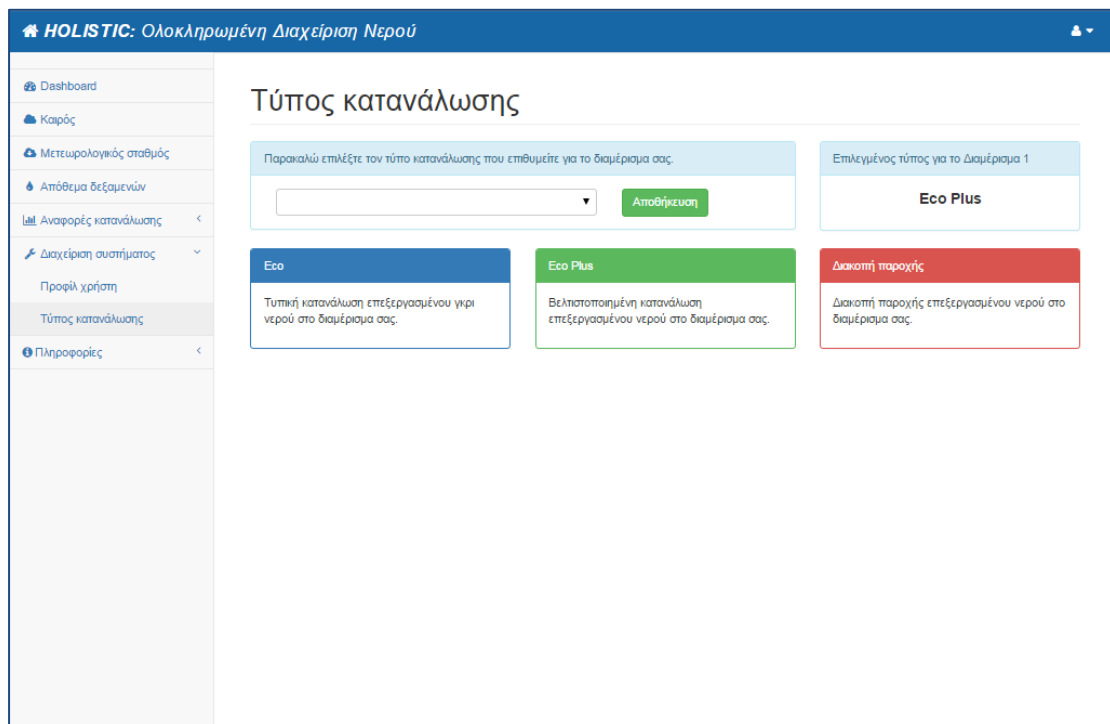 HOLISTIC: Ολοκληρωμένη Διαχείριση Νερού
Dashboard
Καιρός
Μετεωρολογικός σταθμός
Απόθεμα δεξαμενών
Αναφορές κατανάλωσης
Διαχείριση συστήματος
Προφίλ χρήστη
Τύπος κατανάλωσης
Πληροφορίες
Τύπος κατανάλωσης
Παρακαλώ επιλέξτε τον τύπο κατανάλωσης που επιθυμείτε για το διαμέρισμα σας.
Αποθήκευση
Επιλεγμένος τύπος για το Διαμέρισμα 1
Eco Plus
Eco
Τυπική κατανάλωση επεξεργασμένου γκρι
νερού στο διαμέρισμα σας.
Eco Plus
Βελτιστοποιημένη κατανάλωση
επεξεργασμένου νερού στο διαμέρισμα σας.
Διακοπή παροχής
Διακοπή παροχής επεξεργασμένου νερού στο
διαμέρισμα σας.